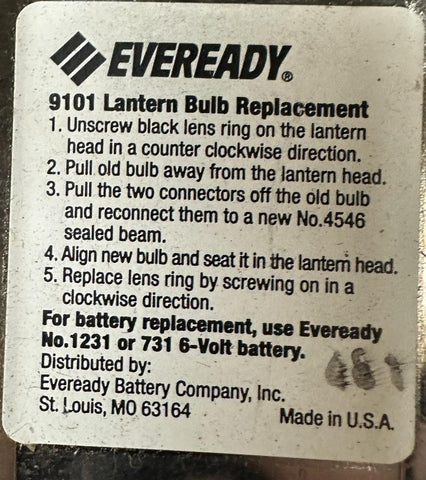 EVEREADY®
9101 Lantern Bulb Replacement
1. Unscrew black lens ring on the lantern
head in a counter clockwise direction.
2. Pull old bulb away from the lantern head.
3. Pull the two connectors off the old bulb
and reconnect them to a new No.4546
sealed beam.
4. Align new bulb and seat it in the lantern head.
5. Replace lens ring by screwing on in a
clockwise direction.
For battery replacement, use Eveready
No.1231 or 731 6-Volt battery.
Distributed by:
Eveready Battery Company, Inc.
St. Louis, MO 63164
Made in U.S.A.